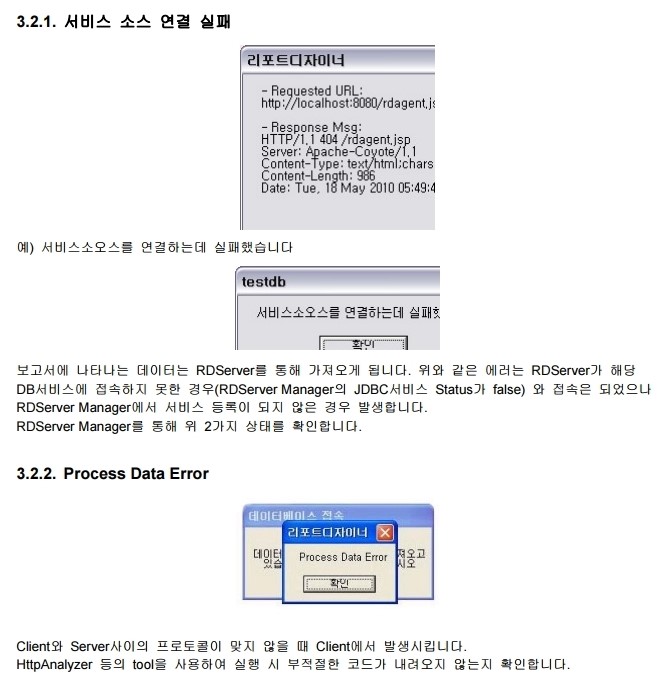 3.2.1. 서비스 소스 연결 실패
리포트디자이너
- Requested URL:
http://localhost:8080/rdagent.js
- Response Msg:
HTTP/1.1 404 /rdagent.jsp
Server: Apache-Coyote/1.1
Content-Type: text/html;chars
Content-Length: 986
Date: Tue, 18 May 2010 05:49:4
예) 서비스소오스를 연결하는데 실패했습니다
testdb
서비스소오스를 연결하는데 실패했
확인
보고서에 나타나는 데이터는 RDServer를 통해 가져오게 됩니다. 위와 같은 에러는 RDServer가 해당
DB서비스에 접속하지 못한 경우(RDServer Manager의 JDBC서비스 Status가 false) 와 접속은 되었으나
RDServer Manager에서 서비스 등록이 되지 않은 경우 발생합니다.
RDServer Manager를 통해 위 2가지 상태를 확인합니다.
3.2.2. Process Data Error
데이터베이스 접속
리포트디자이너
데이터
있습
Process Data Error
져오고
시오
확인
Client와 Server사이의 프로토콜이 맞지 않을 때 Client에서 발생시킵니다.
HttpAnalyzer 등의 tool을 사용하여 실행 시 부적절한 코드가 내려오지 않는지 확인합니다.